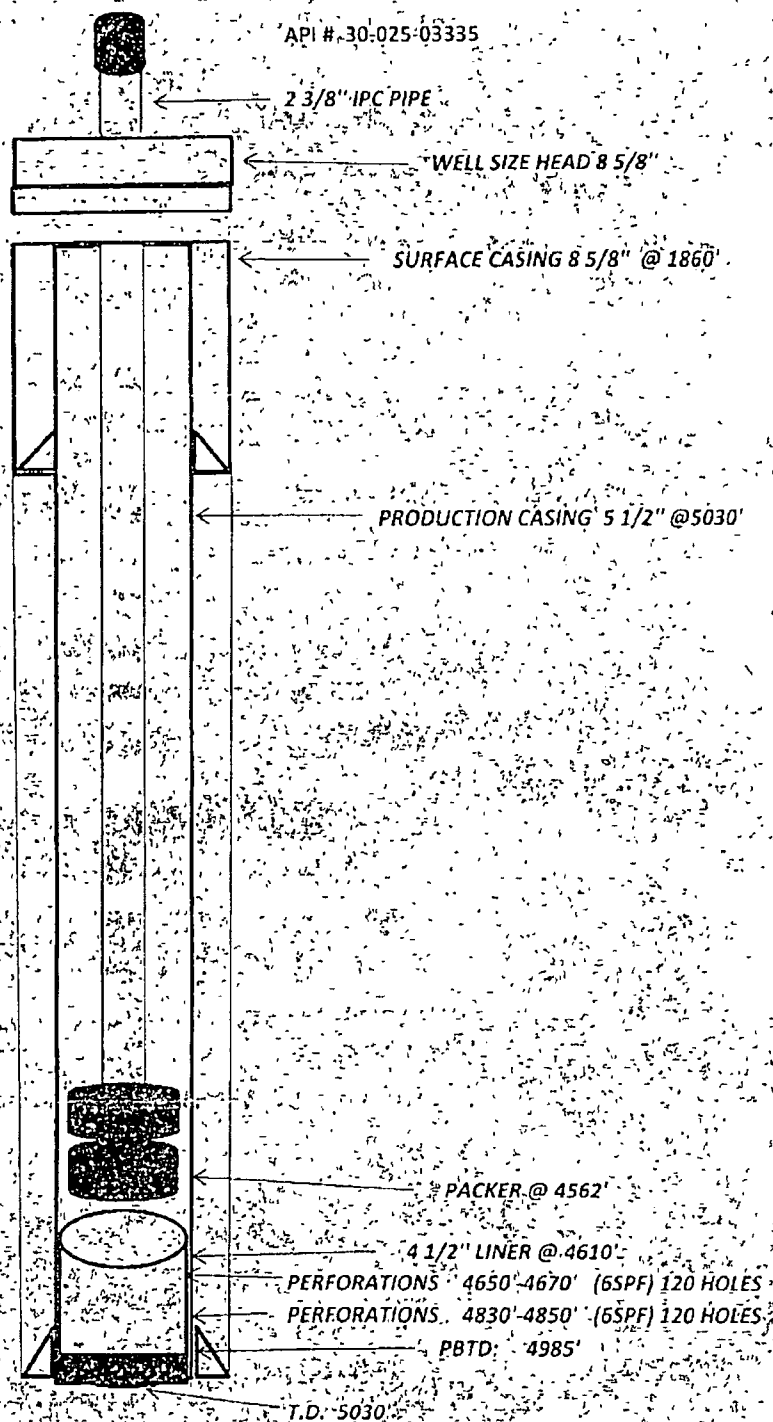 API #. 30-025-03335
2 3/8" IPC PIPE
WELL SIZE HEAD 8 5/8"
SURFACE CASING 8 5/8" @ 1860'
PRODUCTION CASING 5 1/2" @5030'
PACKER @ 4562'
4 1/2" LINER @ 4610'
PERFORATIONS 4650'-4670' (6SPF) 120 HOLES
PERFORATIONS 4830'-4850' (6SPF) 120 HOLES
PBTD: 4985'
T.D. 5030'